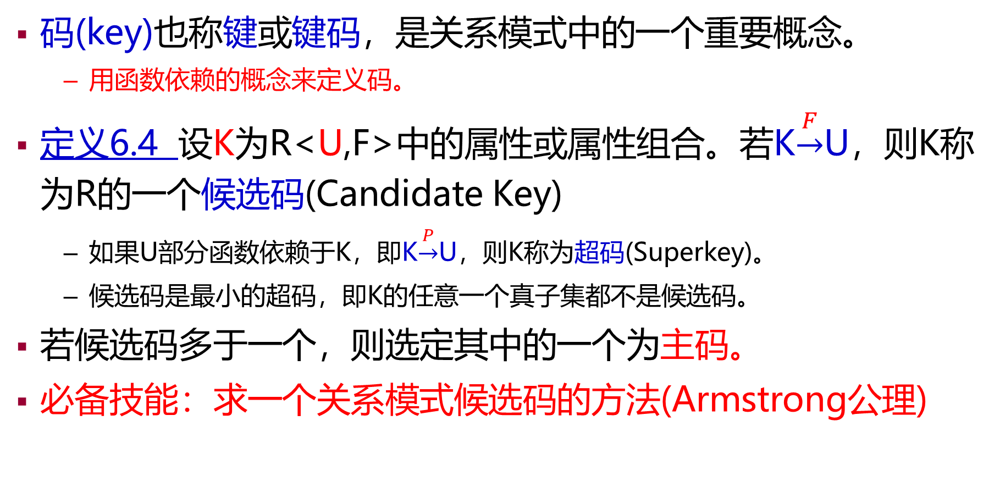 ▪ 码(key)也称键或键码，是关系模式中的一个重要概念。
– 用函数依赖的概念来定义码。
▪ 定义6.4 设K为R<U,F>中的属性或属性组合。若K\overset{F}{→}U，则K称
为R的一个候选码(Candidate Key)
– 如果U部分函数依赖于K，即K\overset{P}{→}U，则K称为超码(Superkey)。
– 候选码是最小的超码，即K的任意一个真子集都不是候选码。
▪ 若候选码多于一个，则选定其中的一个为主码。
▪ 必备技能：求一个关系模式候选码的方法(Armstrong公理)